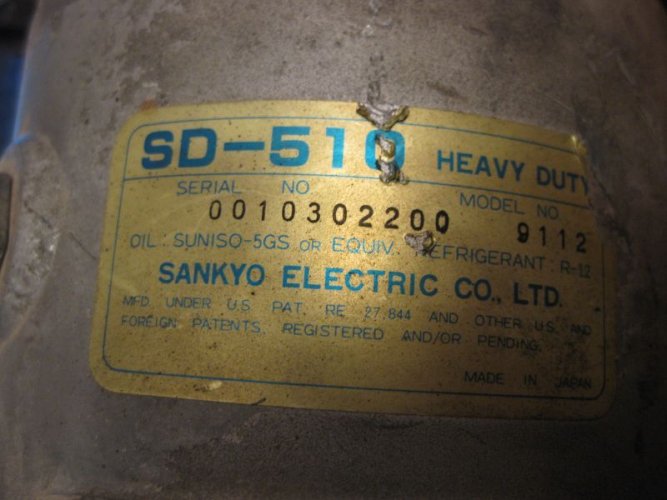 SD-510 HEAVY DUTY
SERIAL NO MODEL NO.
0010302200 9112
OIL : SUNISO-5GS OR EQUIV. REFRIGERANT : R-12
SANKYO ELECTRIC CO., LTD.
MFD. UNDER U.S. PAT. RE 27,844 AND OTHER U.S. AND
FOREIGN PATENTS, REGISTERED AND/OR PENDING.
MADE IN JAPAN